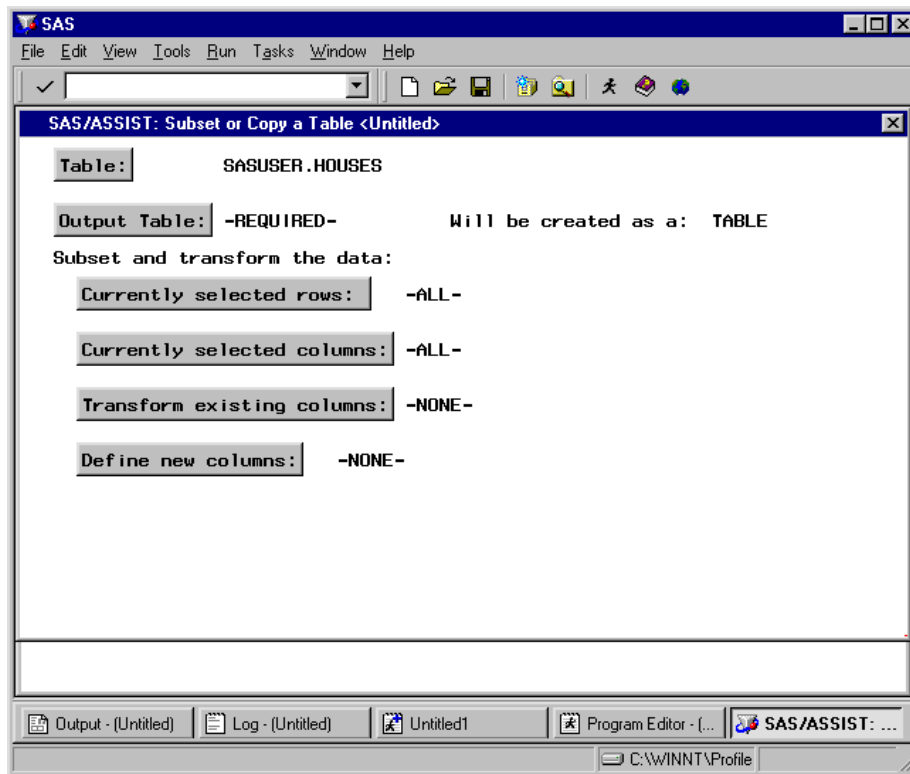 SAS
File Edit View Tools Run Tasks Window Help
SAS/ASSIST: Subset or Copy a Table <Untitled>
Table: SASUSER.HOUSES
Output Table: -REQUIRED- Will be created as a: TABLE
Subset and transform the data:
Currently selected rows: -ALL-
Currently selected columns: -ALL-
Transform existing columns: -NONE-
Define new columns: -NONE-
Output - (Untitled) Log - (Untitled) Untitled1 Program Editor - (... SAS/ASSIST: ...
C:\WINNT\Profile